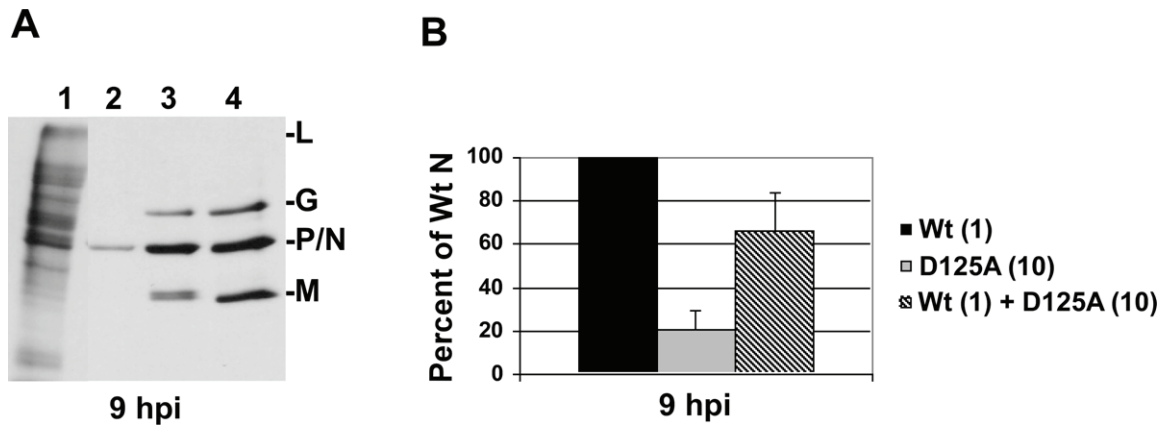 A
1 2 3 4
-L
-G
-P/N
-M
9 hpi
B
Percent of Wt N
100
80
60
40
20
0
9 hpi
Wt (1)
D125A (10)
Wt (1) + D125A (10)